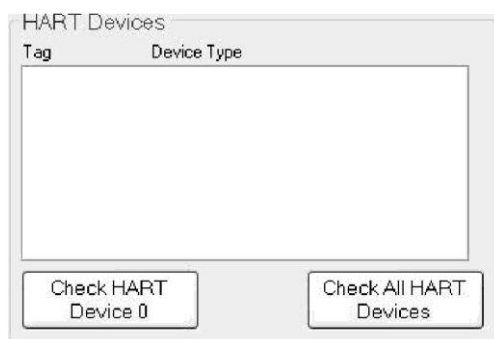 HART Devices
Tag Device Type
Check HART
Device 0
Check All HART
Devices